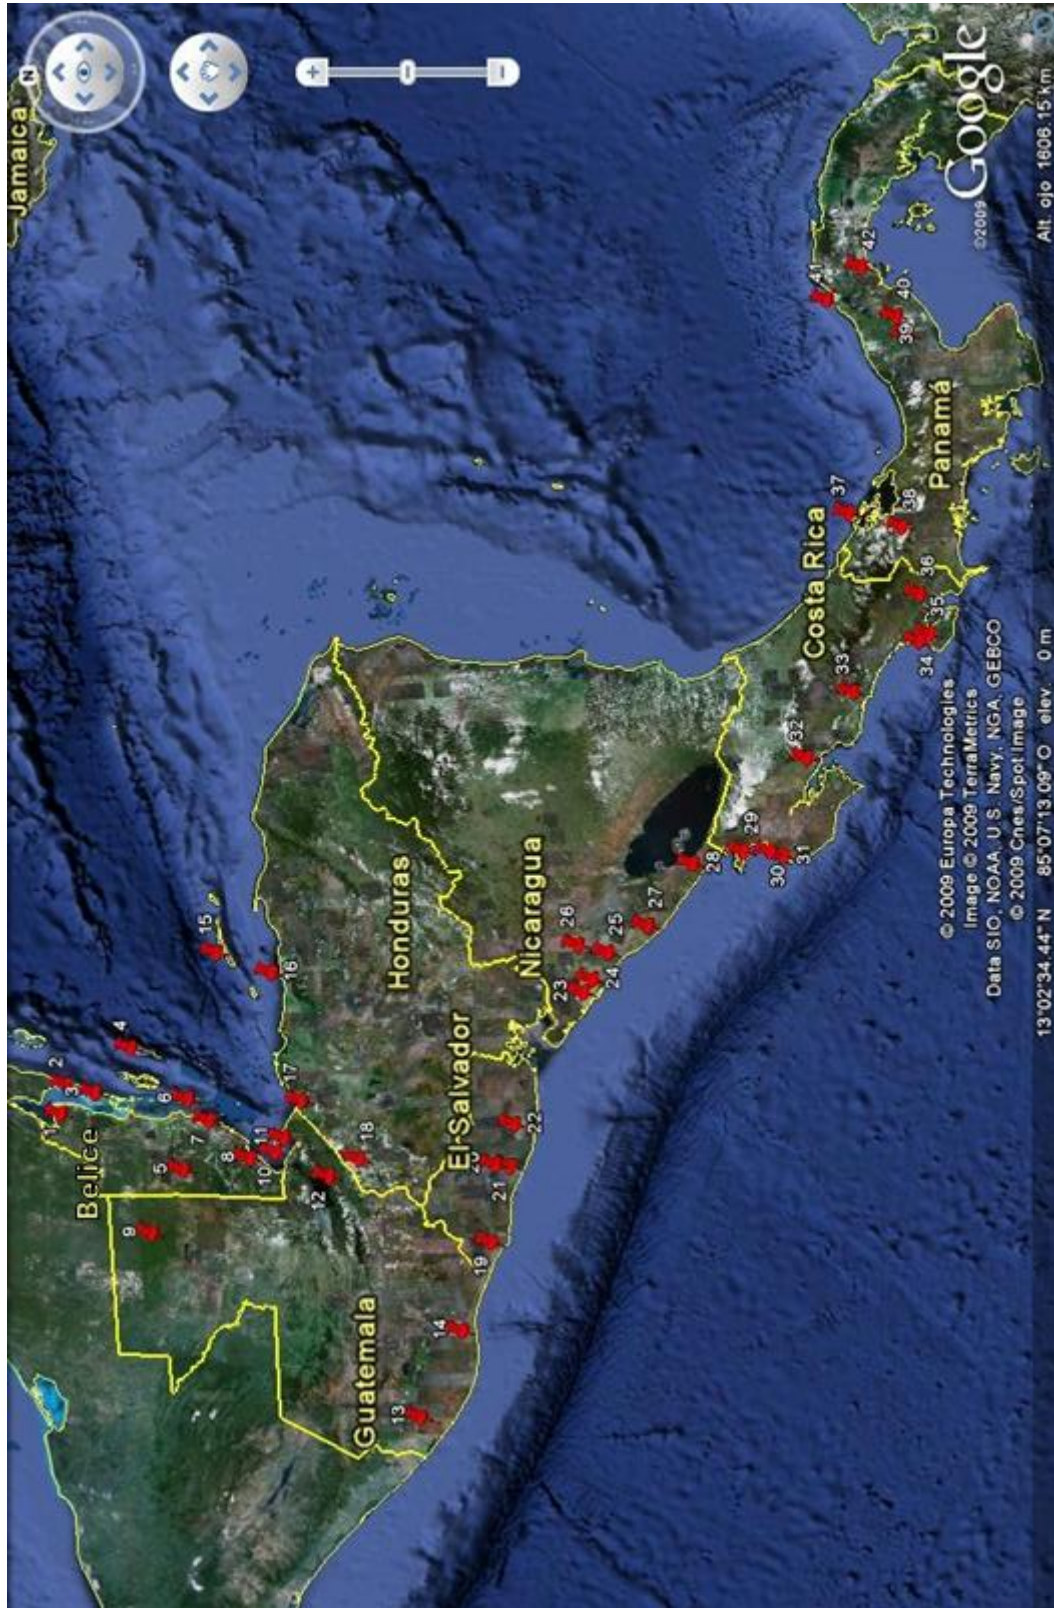 Jamaica
N
Belice
Guatemala
Honduras
El Salvador
Nicaragua
Costa Rica
Panamá
1
2
3
4
5
6
7
8
9
10
11
12
13
14
15
16
17
18
19
20
21
22
23
24
25
26
27
28
29
30
31
32
33
34
35
36
37
38
39
40
41
42
© 2009 Europa Technologies
Image © 2009 TerraMetrics
Data SIO, NOAA, U.S. Navy, NGA, GEBCO
© 2009 Cnes/Spot Image
©2009 Google
13°02'34.44" N 85°07'13.09" O elev. 0 m Alt. ojo 1606.15 km